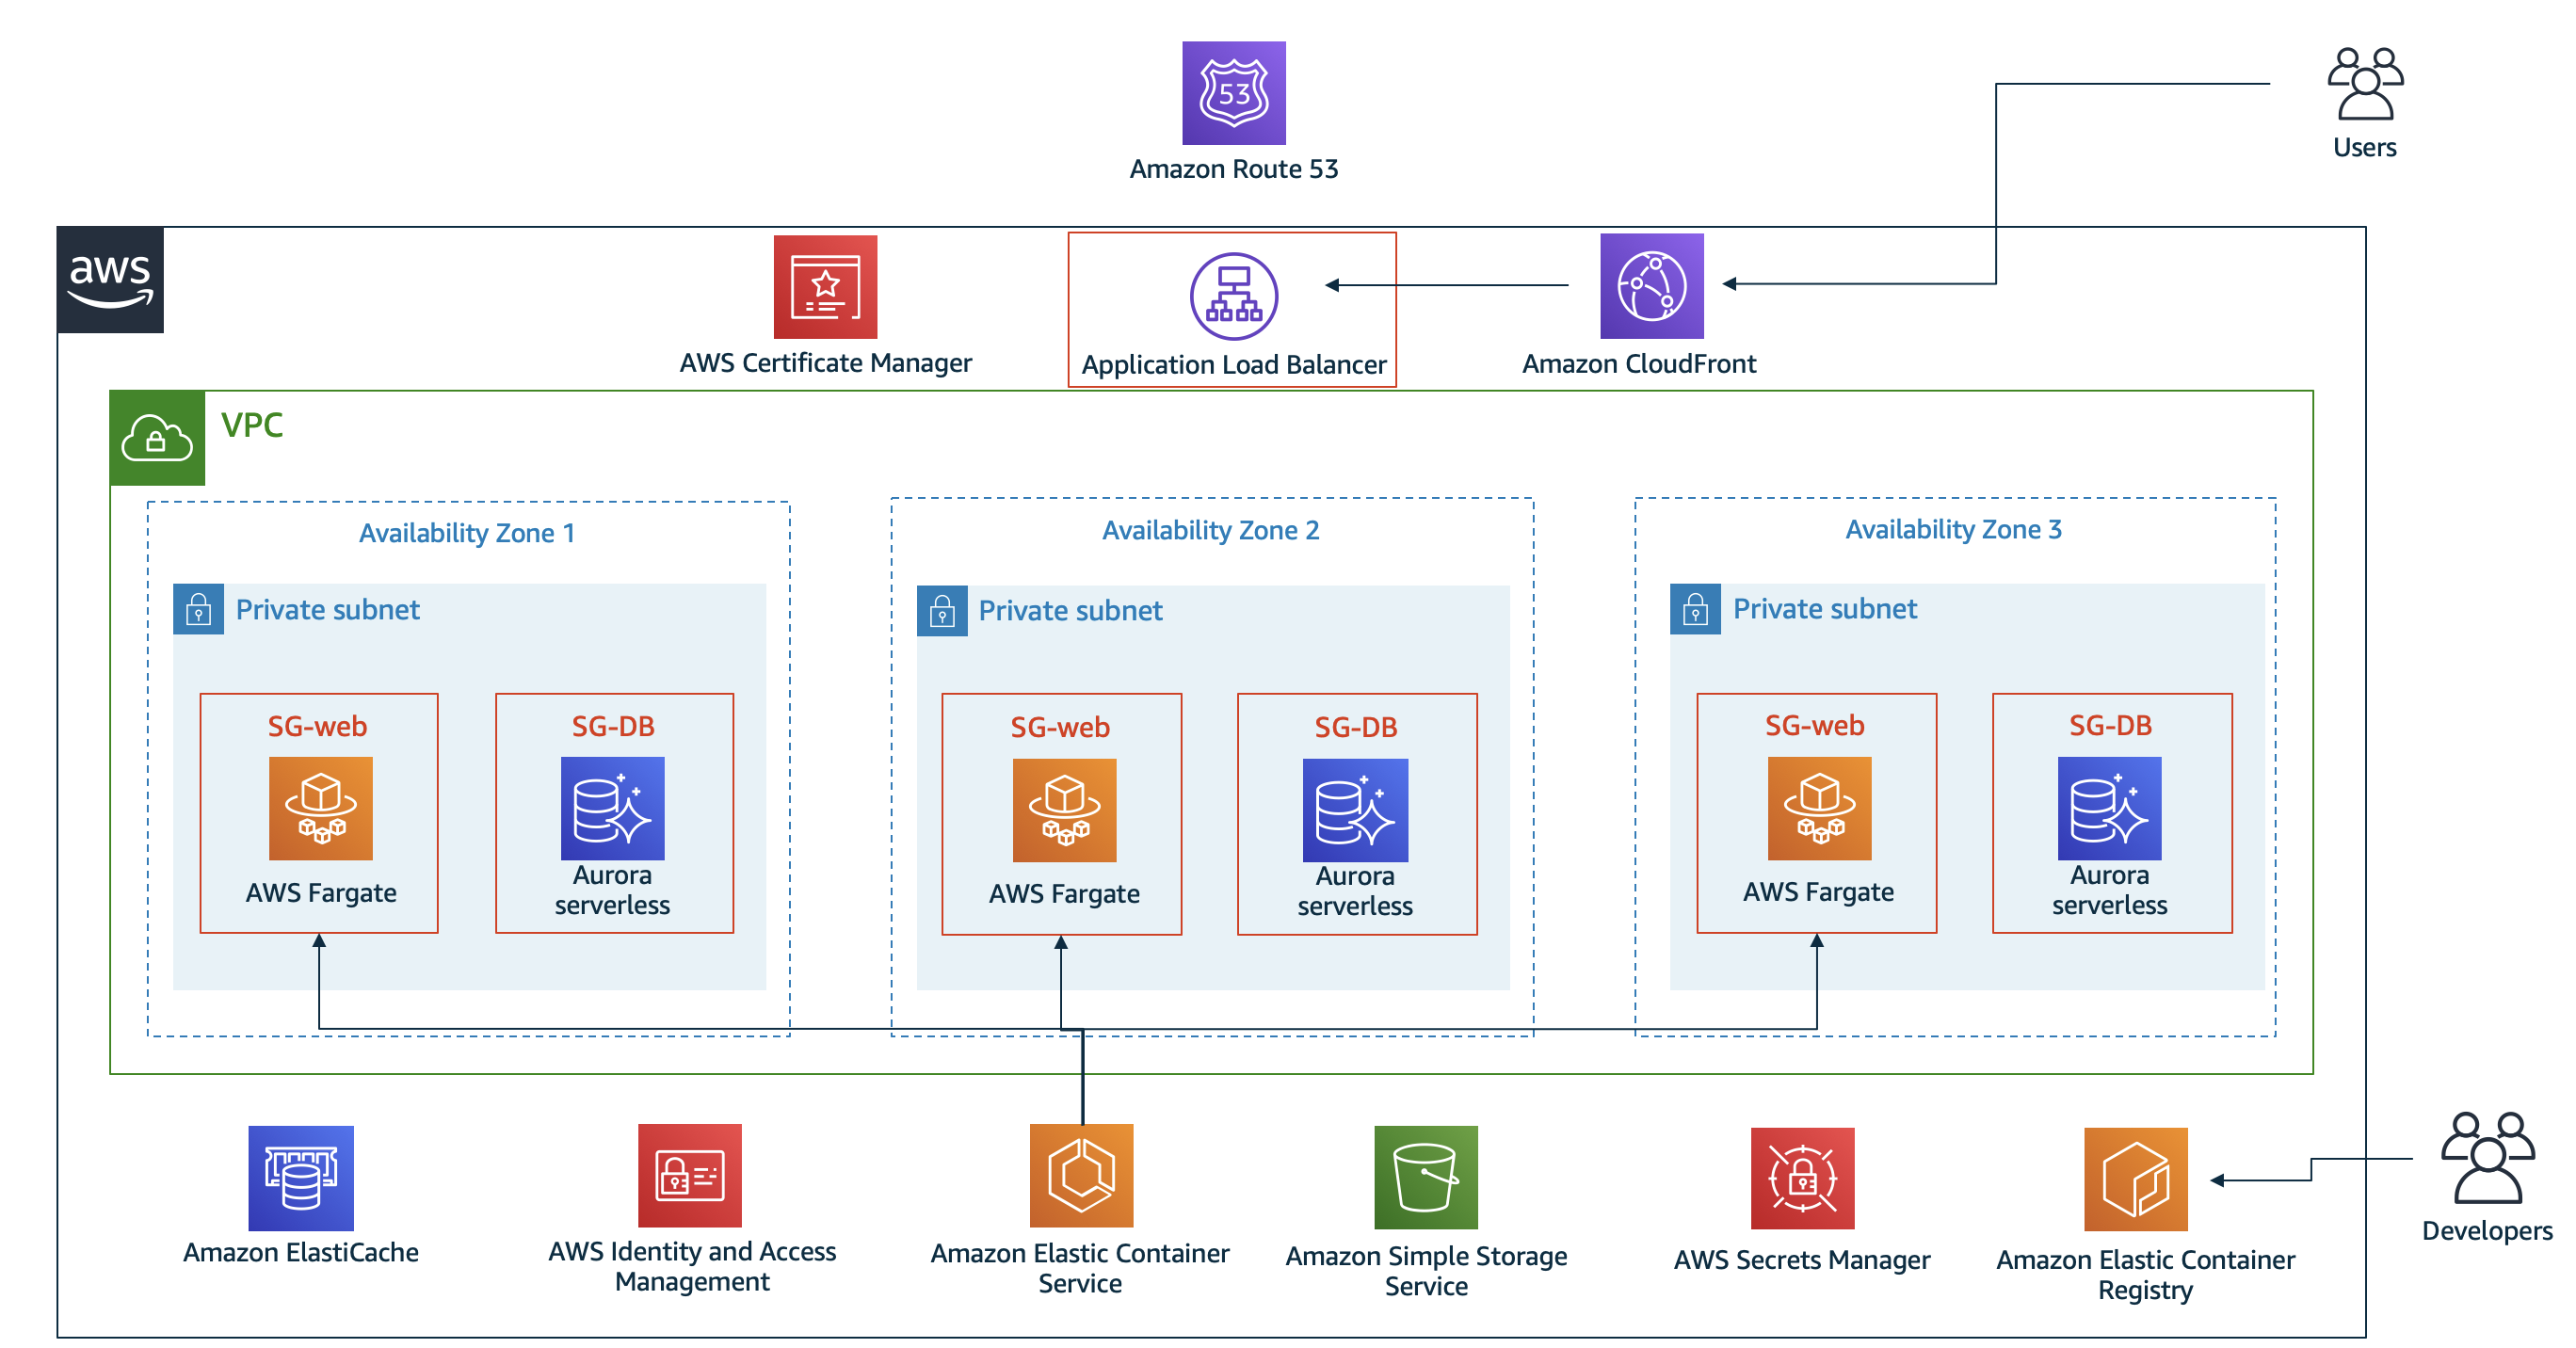 53
Amazon Route 53
Users
aws
AWS Certificate Manager
Application Load Balancer
Amazon CloudFront
VPC
Availability Zone 1
Availability Zone 2
Availability Zone 3
Private subnet
Private subnet
Private subnet
SG-web
SG-DB
SG-web
SG-DB
SG-web
SG-DB
AWS Fargate
Aurora
serverless
AWS Fargate
Aurora
serverless
AWS Fargate
Aurora
serverless
Amazon ElastiCache
AWS Identity and Access
Management
Amazon Elastic Container
Service
Amazon Simple Storage
Service
AWS Secrets Manager
Amazon Elastic Container
Registry
Developers